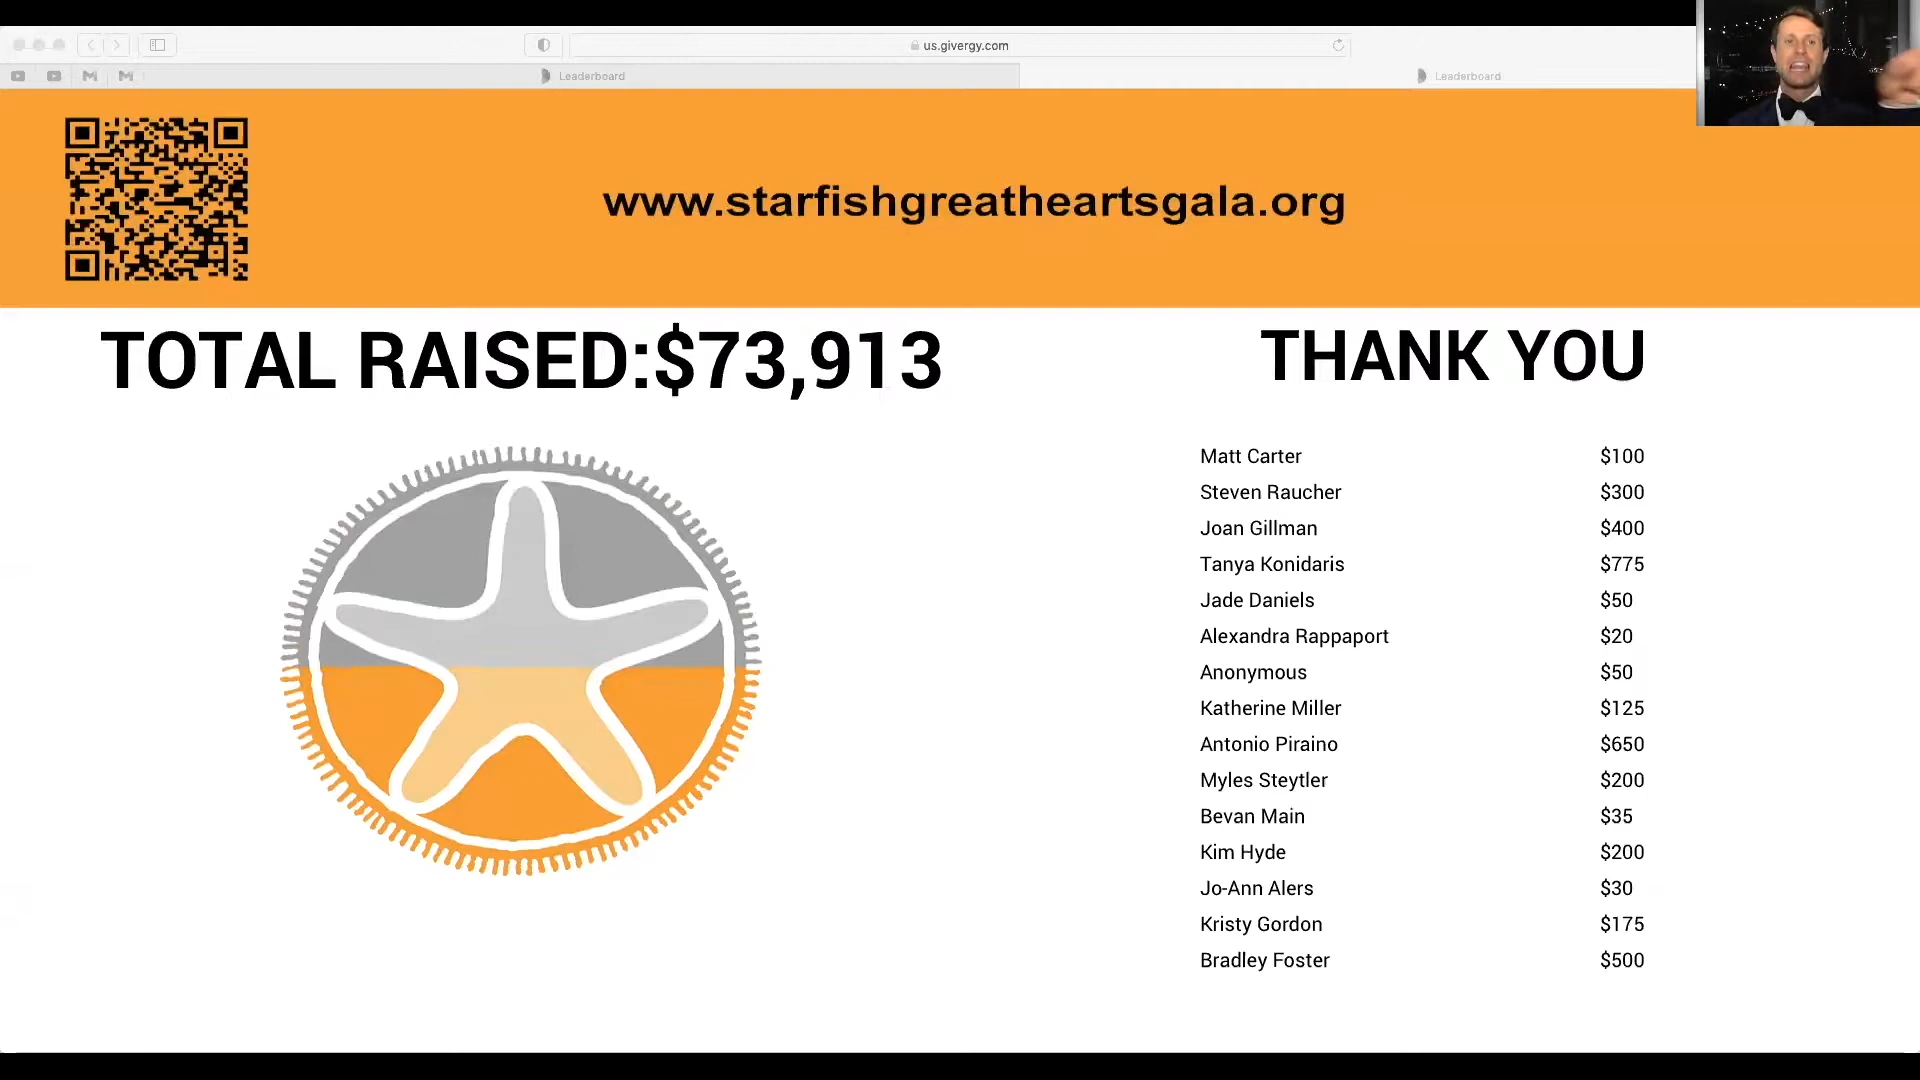 us.givergy.com
Leaderboard
Leaderboard
www.starfishgreatheartsgala.org
TOTAL RAISED:$73,913
THANK YOU
Matt Carter $100
Steven Raucher $300
Joan Gillman $400
Tanya Konidaris $775
Jade Daniels $50
Alexandra Rappaport $20
Anonymous $50
Katherine Miller $125
Antonio Piraino $650
Myles Steytler $200
Bevan Main $35
Kim Hyde $200
Jo-Ann Alers $30
Kristy Gordon $175
Bradley Foster $500